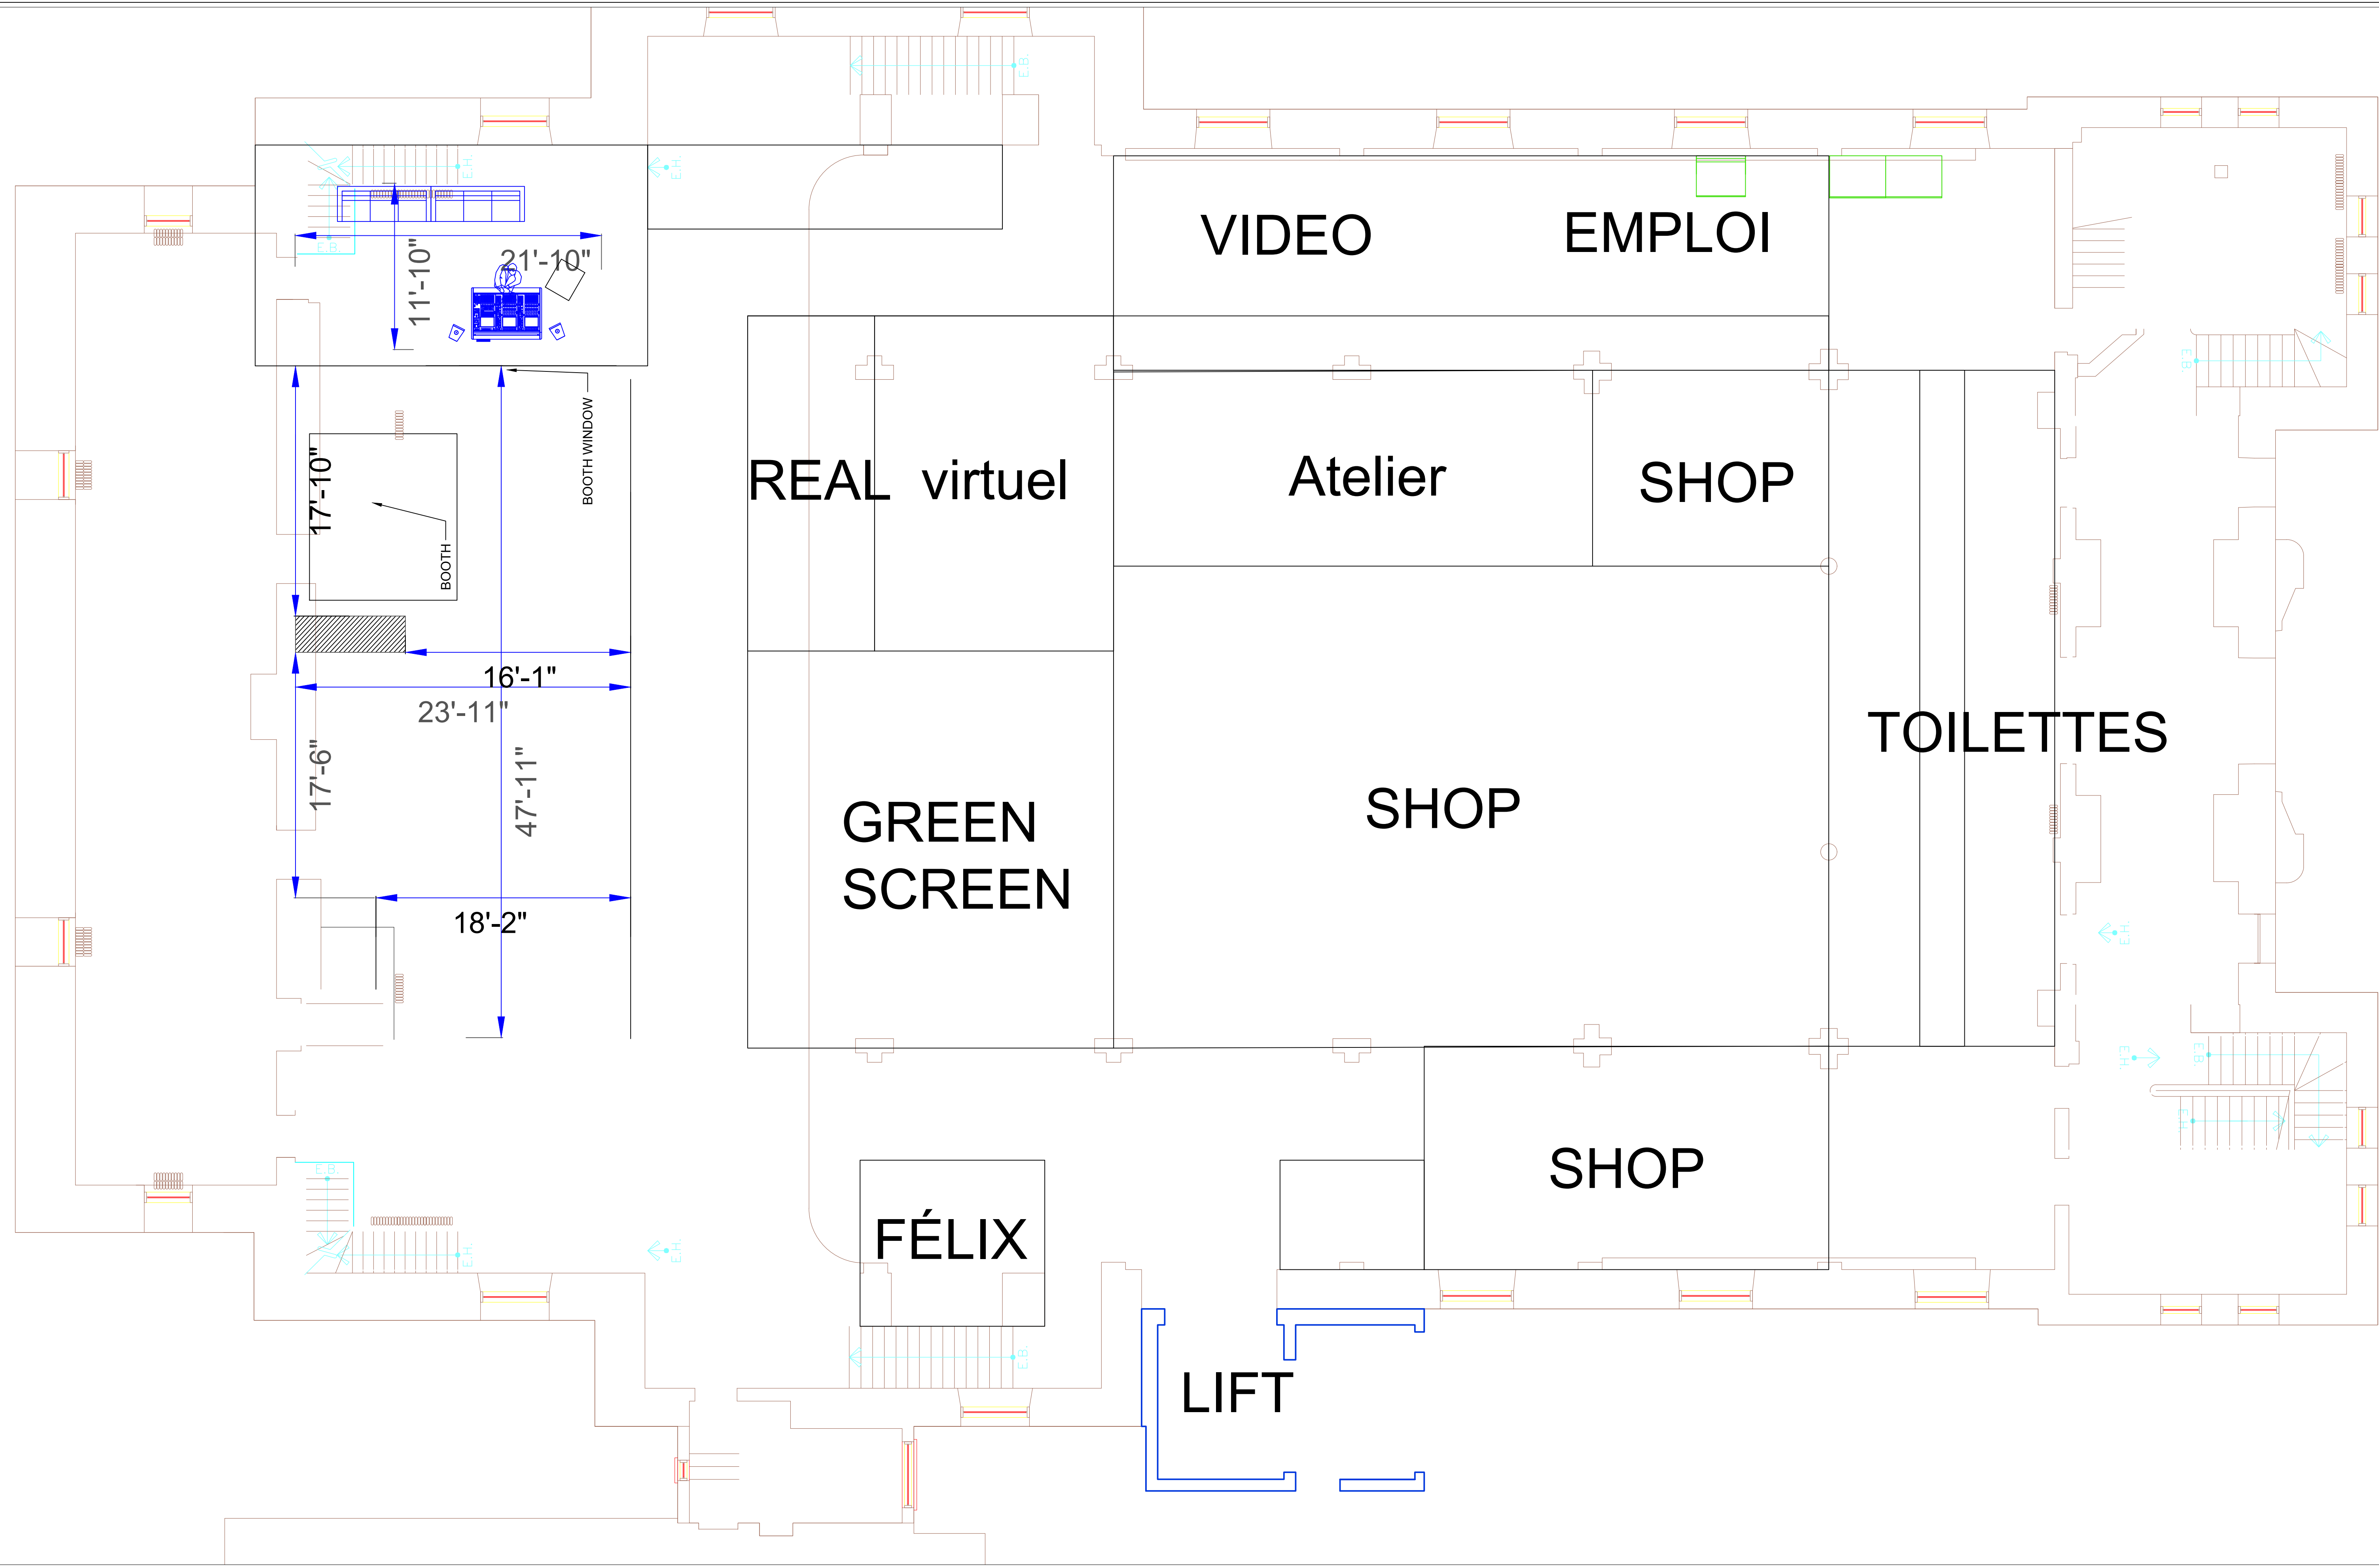 E.B.
E.H.
E.H.
E.B.
21'-10"
11'-10"
VIDEO
EMPLOI
E.B.
BOOTH WINDOW
17'-10"
BOOTH
REAL
virtuel
Atelier
SHOP
16'-1"
23'-11"
17'-6"
47'-11"
TOILETTES
GREEN
SCREEN
SHOP
18'-2"
E.H.
E.H.
E.B.
E.H.
E.B.
E.H.
E.H.
SHOP
FÉLIX
E.B.
LIFT